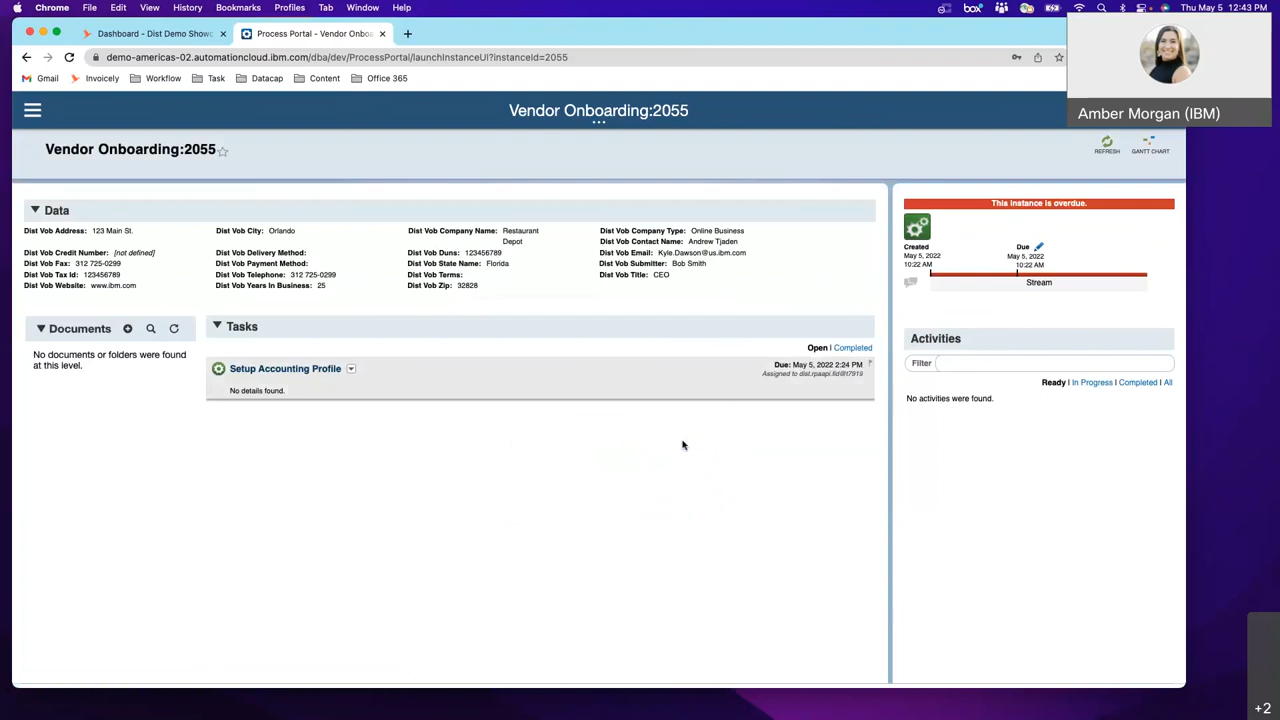 Chrome File Edit View History Bookmarks Profiles Tab Window Help
box Thu May 5 12:43 PM
Dashboard - Dist Demo Showc
Process Portal - Vendor Onboa
demo-americas-02.automationcloud.ibm.com/dba/dev/ProcessPortal/launchInstanceUI?instanceId=2055
Gmail Invoicely Workflow Task Datacap Content Office 365
Amber Morgan (IBM)
Vendor Onboarding:2055
Vendor Onboarding:2055
REFRESH GANTT CHART
Data
Dist Vob Address: 123 Main St. Dist Vob City: Orlando Dist Vob Company Name: Restaurant Depot Dist Vob Company Type: Online Business
Dist Vob Contact Name: Andrew Tjaden
Dist Vob Credit Number: [not defined] Dist Vob Delivery Method: Dist Vob Duns: 123456789 Dist Vob Email: Kyle.Dawson@us.ibm.com
Dist Vob Fax: 312 725-0299 Dist Vob Payment Method: Dist Vob State Name: Florida Dist Vob Submitter: Bob Smith
Dist Vob Tax Id: 123456789 Dist Vob Telephone: 312 725-0299 Dist Vob Terms: Dist Vob Title: CEO
Dist Vob Website: www.ibm.com Dist Vob Years In Business: 25 Dist Vob Zip: 32828
Documents
No documents or folders were found
at this level.
Tasks
Open | Completed
Setup Accounting Profile
Due: May 5, 2022 2:24 PM
Assigned to dist.rpaapi.fid@t7919
No details found.
This instance is overdue.
Created
May 5, 2022
10:22 AM
Due
May 5, 2022
10:22 AM
Stream
Activities
Filter
Ready | In Progress | Completed | All
No activities were found.
+2